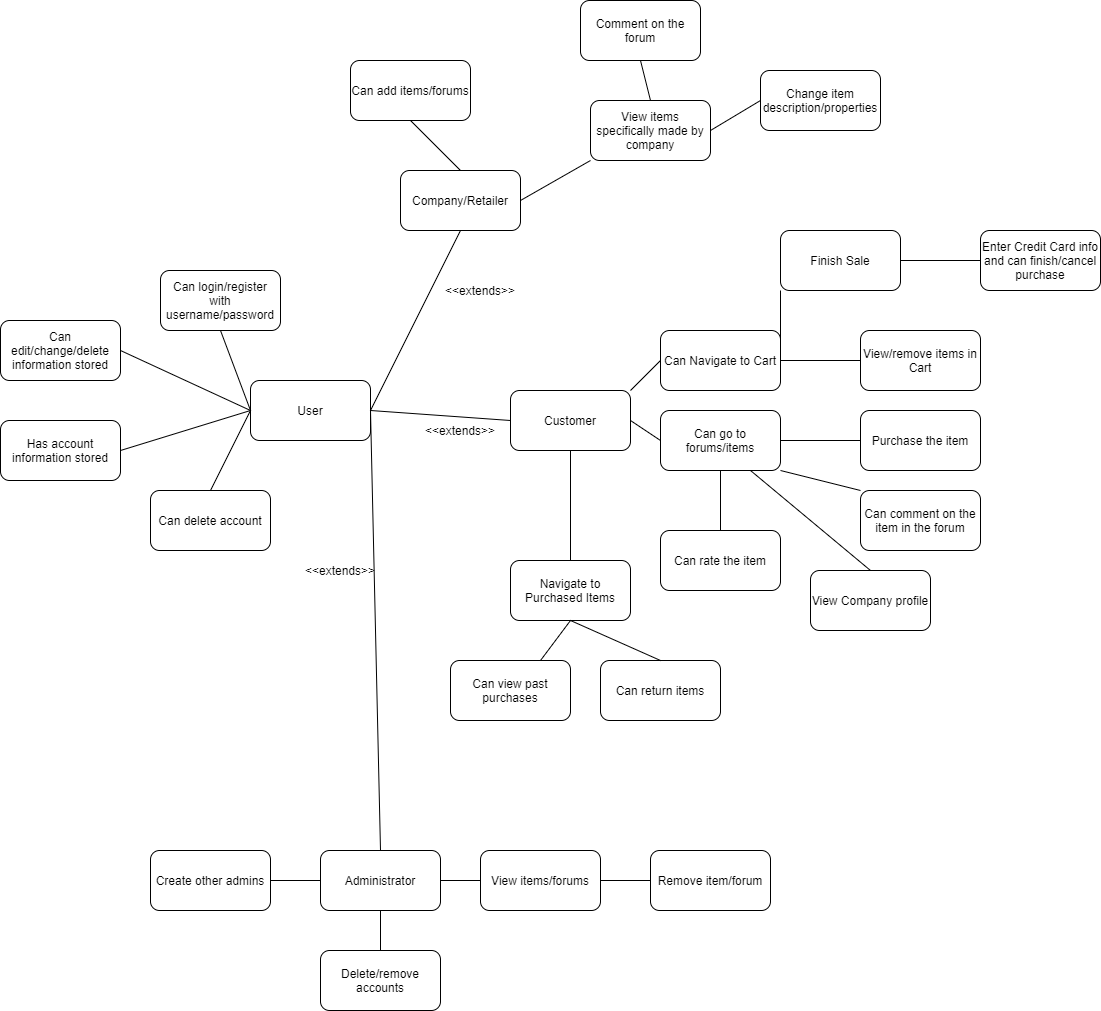 Comment on the
forum
Can add items/forums
Change item
description/properties
View items
specifically made by
company
Company/Retailer
Finish Sale
Enter Credit Card info
and can finish/cancel
purchase
<<extends>>
Can login/register
with
username/password
Can
edit/change/delete
information stored
Can Navigate to Cart
View/remove items in
Cart
User
Customer
<<extends>>
Can go to
forums/items
Purchase the item
Has account
information stored
Can delete account
Can comment on the
item in the forum
Can rate the item
<<extends>>
Navigate to
Purchased Items
View Company profile
Can view past
purchases
Can return items
Create other admins
Administrator
View items/forums
Remove item/forum
Delete/remove
accounts